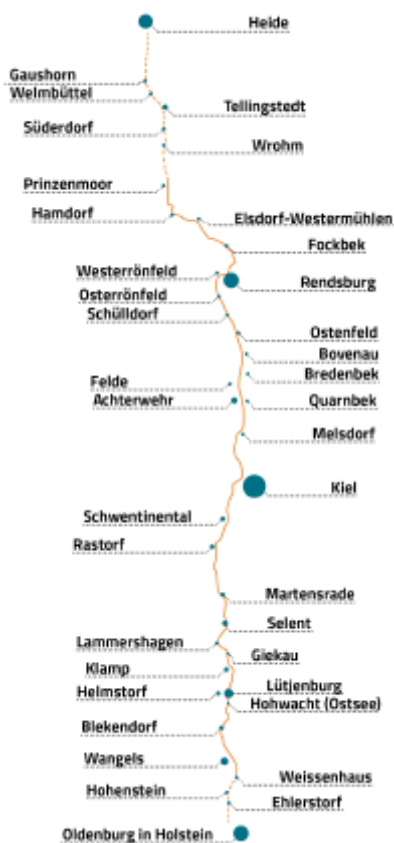 Heide
Gaushorn
Welmbüttel
Tellingstedt
Süderdorf
Wrohm
Prinzenmoor
Hamdorf
Elsdorf-Westermühlen
Fockbek
Westerrönfeld
Rendsburg
Osterrönfeld
Schülldorf
Ostenfeld
Bovenau
Bredenbek
Felde
Achterwehr
Quarnbek
Melsdorf
Kiel
Schwentinental
Rastorf
Martensrade
Selent
Lammershagen
Giekau
Klamp
Helmstorf
Lütjenburg
Hohwacht (Ostsee)
Blekendorf
Wangels
Weissenhaus
Hohenstein
Ehlerstorf
Oldenburg in Holstein